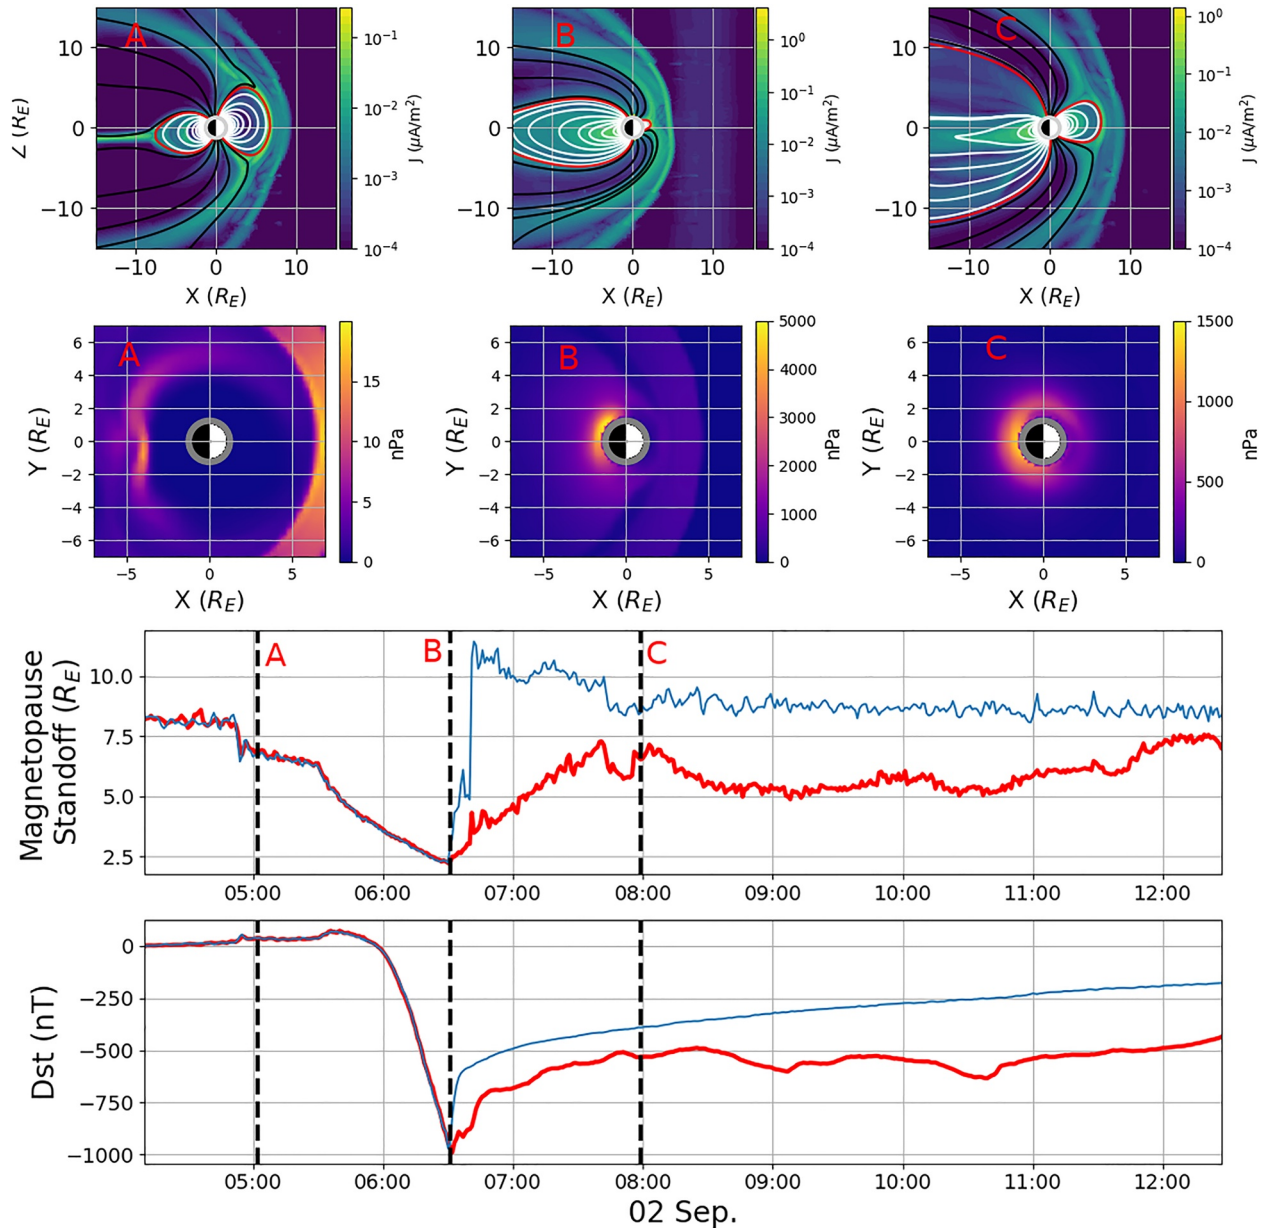 A
B
C
10
0
−10
∠ (R_E)
−10 0 10
X (R_E)
10⁻¹
10⁻²
10⁻³
10⁻⁴
J (μA/m²)
10
0
−10
−10 0 10
X (R_E)
10⁰
10⁻¹
10⁻²
10⁻³
10⁻⁴
J (μA/m²)
10
0
−10
−10 0 10
X (R_E)
10⁰
10⁻¹
10⁻²
10⁻³
10⁻⁴
J (μA/m²)
A
B
C
6
4
2
0
−2
−4
−6
Y (R_E)
−5 0 5
X (R_E)
15
10
5
0
nPa
6
4
2
0
−2
−4
−6
Y (R_E)
−5 0 5
X (R_E)
5000
4000
3000
2000
1000
0
nPa
6
4
2
0
−2
−4
−6
Y (R_E)
−5 0 5
X (R_E)
1500
1000
500
0
nPa
Magnetopause
Standoff (R_E)
10.0
7.5
5.0
2.5
A
B
C
05:00 06:00 07:00 08:00 09:00 10:00 11:00 12:00
Dst (nT)
0
−250
−500
−750
−1000
05:00 06:00 07:00 08:00 09:00 10:00 11:00 12:00
02 Sep.